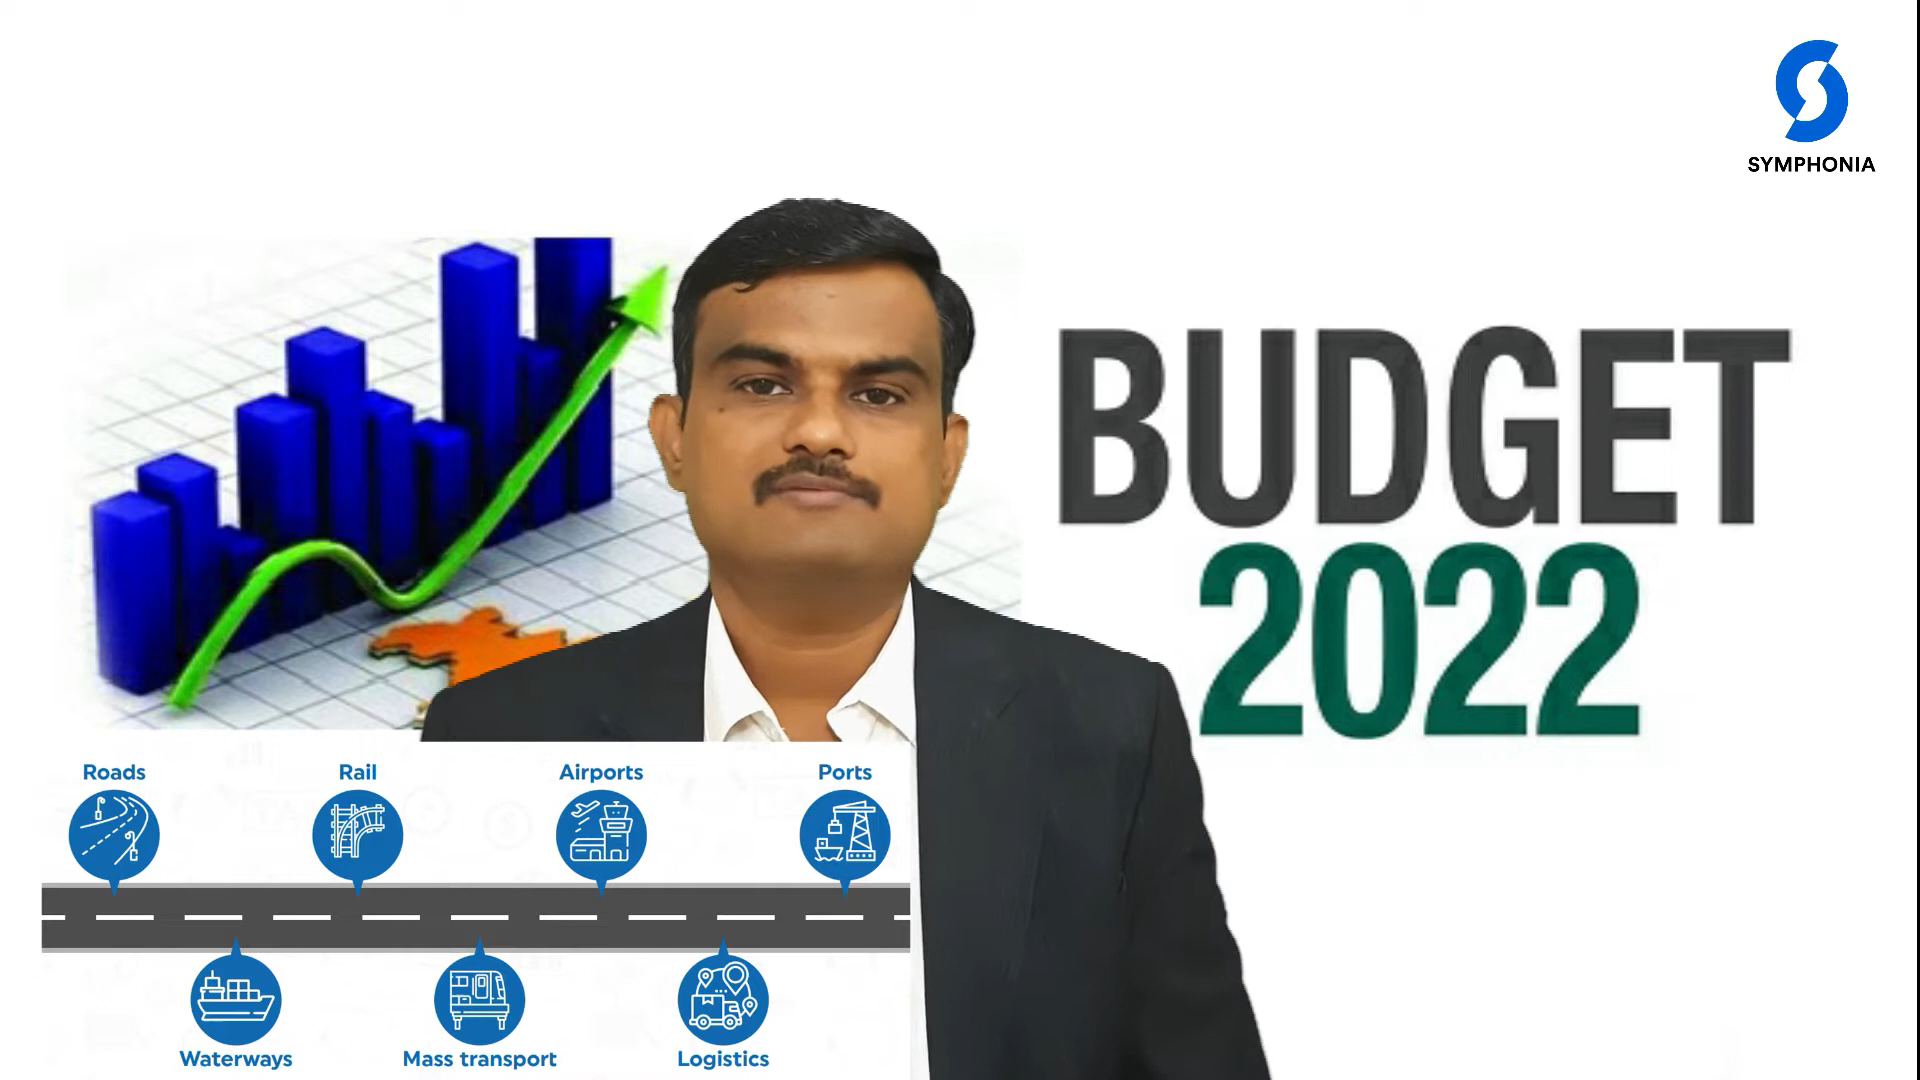 SYMPHONIA
BUDGET
2022
Roads
Rail
Airports
Ports
Waterways
Mass transport
Logistics